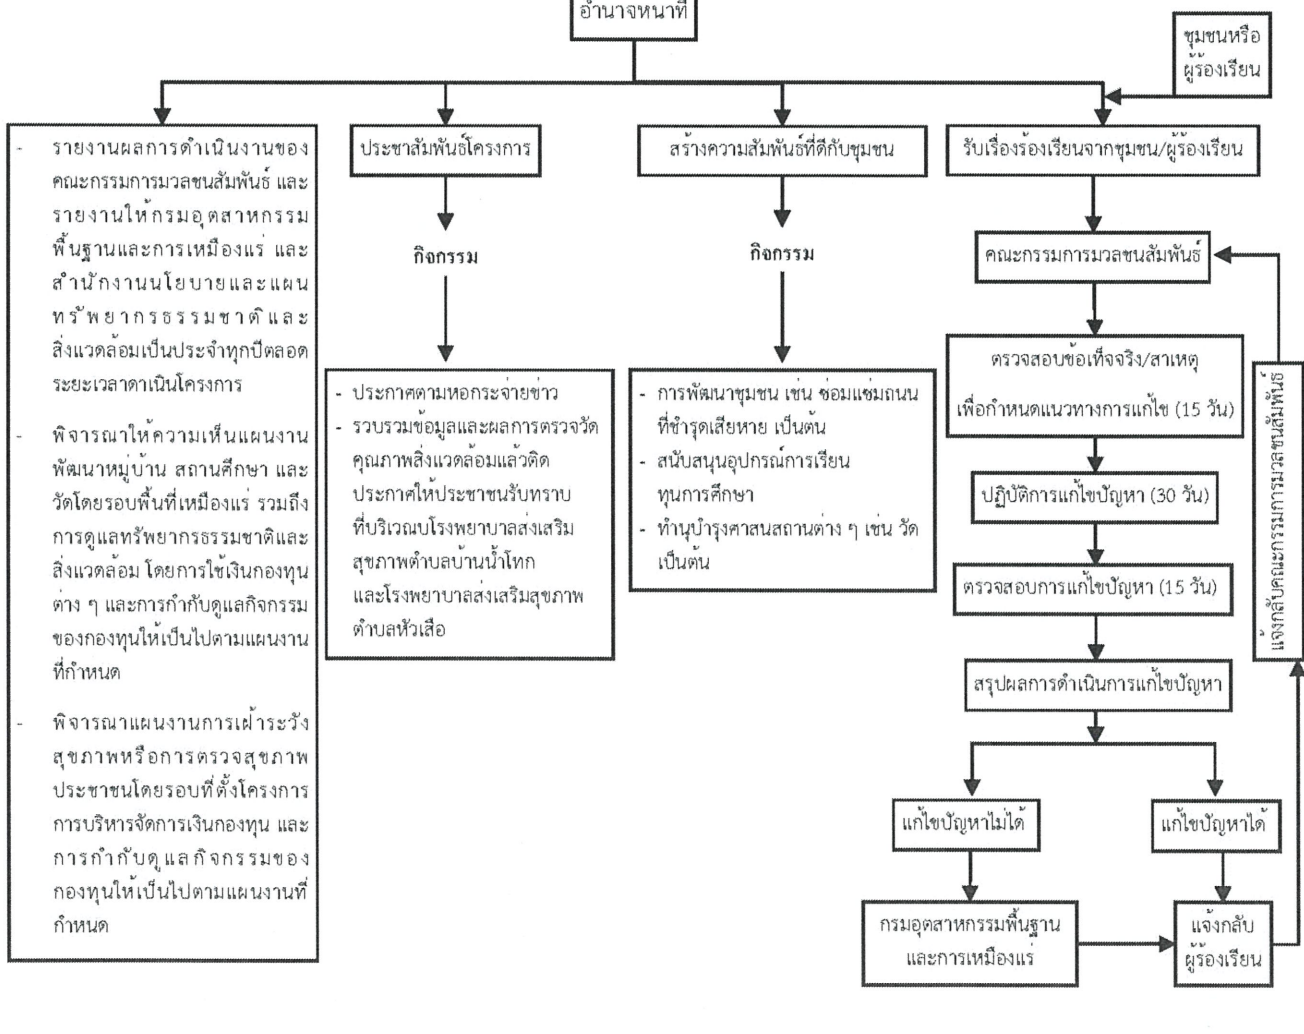 อำนาจหน้าที่
ชุมชนหรือ
ผู้ร้องเรียน
- รายงานผลการดำเนินงานของ
คณะกรรมการมวลชนสัมพันธ์ และ
รายงานให้กรมอุตสาหกรรม
พื้นฐานและการเหมืองแร่ และ
สำนักงานนโยบายและแผน
ทรัพยากรธรรมชาติและ
สิ่งแวดล้อมเป็นประจำทุกปีตลอด
ระยะเวลาดาเนินโครงการ
- พิจารณาให้ความเห็นแผนงาน
พัฒนาหมู่บ้าน สถานศึกษา และ
วัดโดยรอบพื้นที่เหมืองแร่ รวมถึง
การดูแลทรัพยากรธรรมชาติและ
สิ่งแวดล้อม โดยการใช้เงินกองทุน
ต่าง ๆ และการกำกับดูแลกิจกรรม
ของกองทุนให้เป็นไปตามแผนงาน
ที่กำหนด
- พิจารณาแผนงานการเฝ้าระวัง
สุขภาพหรือการตรวจสุขภาพ
ประชาชนโดยรอบที่ตั้งโครงการ
การบริหารจัดการเงินกองทุน และ
การกำกับดูแลกิจกรรมของ
กองทุนให้เป็นไปตามแผนงานที่
กำหนด
ประชาสัมพันธ์โครงการ
กิจกรรม
- ประกาศตามหอกระจ่ายข่าว
- รวบรวมข้อมูลและผลการตรวจวัด
คุณภาพสิ่งแวดล้อมแล้วติด
ประกาศให้ประชาชนรับทราบ
ที่บริเวณบโรงพยาบาลส่งเสริม
สุขภาพตำบลบ้านน้ำโทก
และโรงพยาบาลส่งเสริมสุขภาพ
ตำบลหัวเสือ
สร้างความสัมพันธ์ที่ดีกับชุมชน
กิจกรรม
- การพัฒนาชุมชน เช่น ซ่อมแซ่มถนน
ที่ชำรุดเสียหาย เป็นต้น
- สนับสนุนอุปกรณ์การเรียน
ทุนการศึกษา
- ทำนุบำรุงศาสนสถานต่าง ๆ เช่น วัด
เป็นต้น
รับเรื่องร้องเรียนจากชุมชน/ผู้ร้องเรียน
คณะกรรมการมวลชนสัมพันธ์
ตรวจสอบข้อเท็จจริง/สาเหตุ
เพื่อกำหนดแนวทางการแก้ไข (15 วัน)
ปฏิบัติการแก้ไขปัญหา (30 วัน)
ตรวจสอบการแก้ไขปัญหา (15 วัน)
สรุปผลการดำเนินการแก้ไขปัญหา
แก้ไขปัญหาไม่ได้
แก้ไขปัญหาได้
กรมอุตสาหกรรมพื้นฐาน
และการเหมืองแร่
แจ้งกลับ
ผู้ร้องเรียน
แจ้งกลับคณะกรรมการมวลชนสัมพันธ์